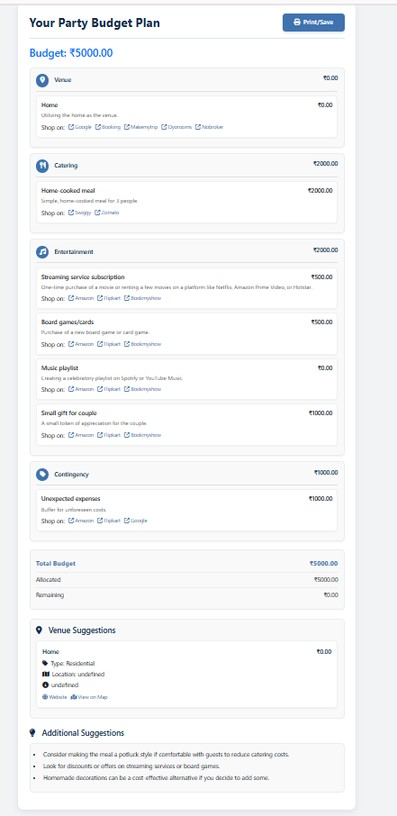 Your Party Budget Plan
Print/Save
Budget: ₹5000.00
Venue ₹0.00
Home ₹0.00
Utilizing the home as the venue.
Shop on: Google Booking Makemytrip Oyorooms Nobroker
Catering ₹2000.00
Home-cooked meal ₹2000.00
Simple, home-cooked meal for 3 people
Shop on: Swiggy Zomato
Entertainment ₹2000.00
Streaming service subscription ₹500.00
One-time purchase of a movie or renting a few movies on a platform like Netflix, Amazon Prime Video, or Hotstar.
Shop on: Amazon Flipkart Bookmyshow
Board games/cards ₹500.00
Purchase of a new board game or card game.
Shop on: Amazon Flipkart Bookmyshow
Music playlist ₹0.00
Creating a celebratory playlist on Spotify or YouTube Music.
Shop on: Amazon Flipkart Bookmyshow
Small gift for couple ₹1000.00
A small token of appreciation for the couple.
Shop on: Amazon Flipkart Bookmyshow
Contingency ₹1000.00
Unexpected expenses ₹1000.00
Buffer for unforeseen costs.
Shop on: Amazon Flipkart Google
Total Budget ₹5000.00
Allocated ₹5000.00
Remaining ₹0.00
Venue Suggestions
Home ₹0.00
Type: Residential
Location: undefined
undefined
Website View on Map
Additional Suggestions
Consider making the meal a potluck style if comfortable with guests to reduce catering costs.
Look for discounts or offers on streaming services or board games.
Homemade decorations can be a cost-effective alternative if you decide to add some.